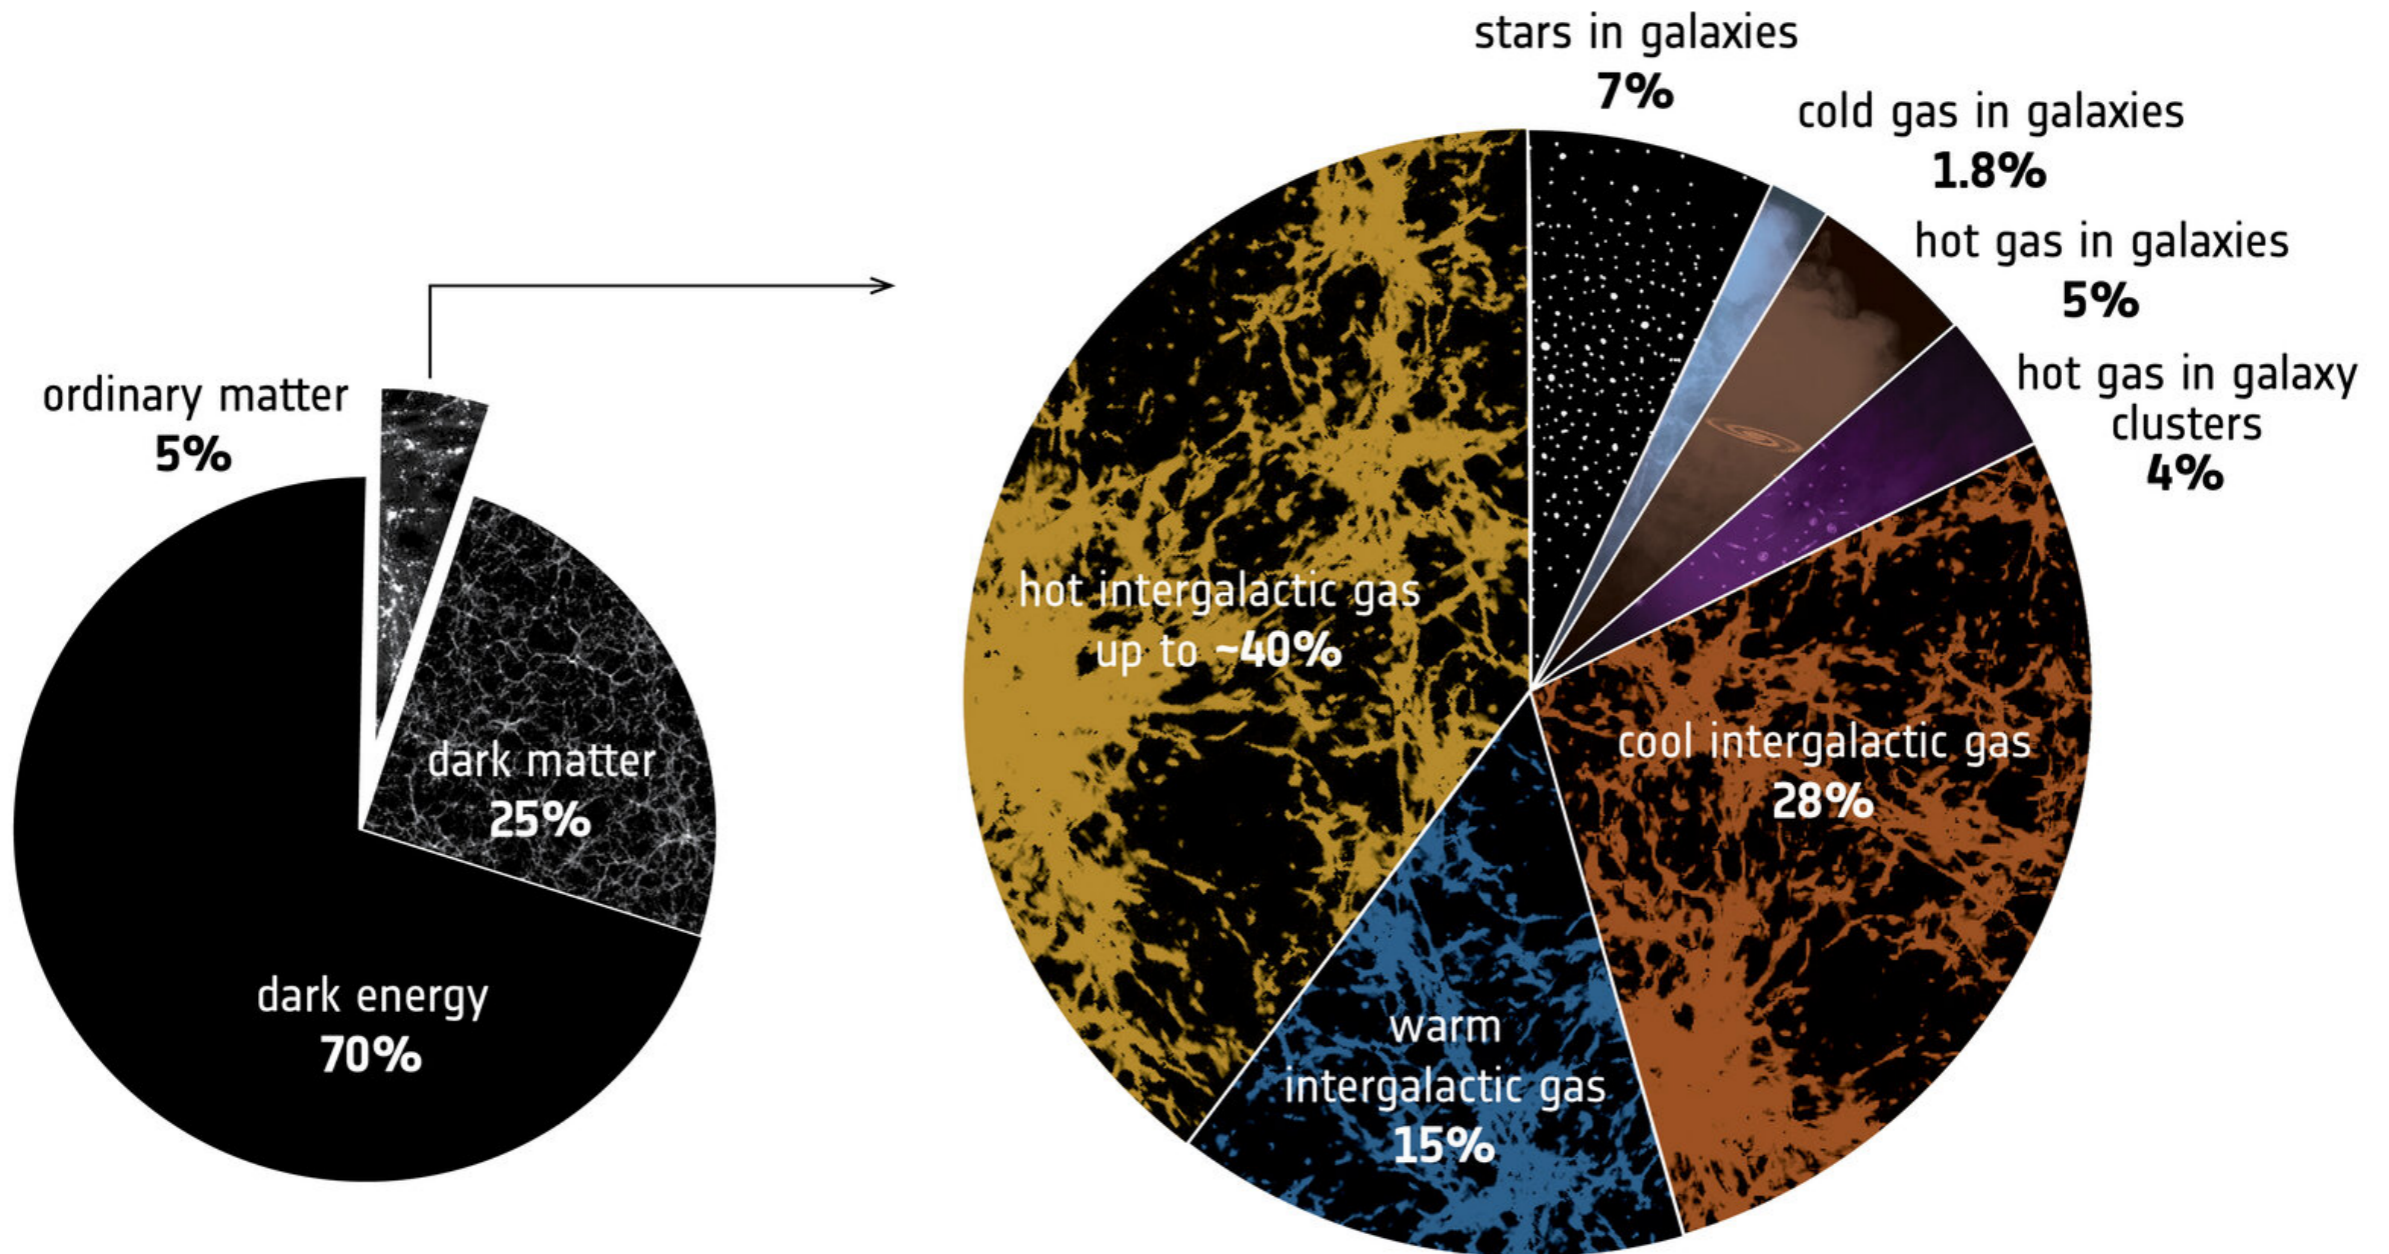 ordinary matter
5%
dark matter
25%
dark energy
70%
stars in galaxies
7%
cold gas in galaxies
1.8%
hot gas in galaxies
5%
hot gas in galaxy
clusters
4%
cool intergalactic gas
28%
warm
intergalactic gas
15%
hot intergalactic gas
up to ~40%